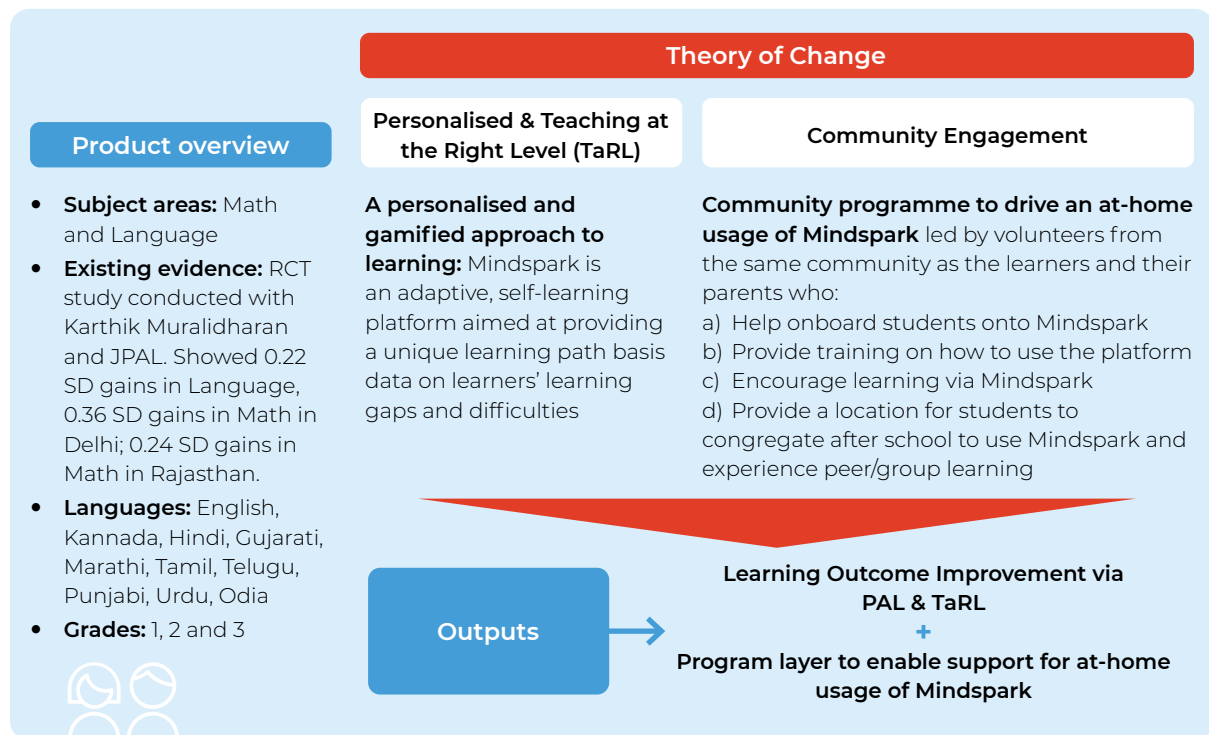 Theory of Change
Product overview
Personalised & Teaching at
the Right Level (TaRL)
Community Engagement
• Subject areas: Math
and Language
• Existing evidence: RCT
study conducted with
Karthik Muralidharan
and JPAL. Showed 0.22
SD gains in Language,
0.36 SD gains in Math in
Delhi; 0.24 SD gains in
Math in Rajasthan.
• Languages: English,
Kannada, Hindi, Gujarati,
Marathi, Tamil, Telugu,
Punjabi, Urdu, Odia
• Grades: 1, 2 and 3
A personalised and
gamified approach to
learning: Mindspark is
an adaptive, self-learning
platform aimed at providing
a unique learning path basis
data on learners' learning
gaps and difficulties
Community programme to drive an at-home
usage of Mindspark led by volunteers from
the same community as the learners and their
parents who:
a) Help onboard students onto Mindspark
b) Provide training on how to use the platform
c) Encourage learning via Mindspark
d) Provide a location for students to
congregate after school to use Mindspark and
experience peer/group learning
Outputs
Learning Outcome Improvement via
PAL & TaRL
+
Program layer to enable support for at-home
usage of Mindspark